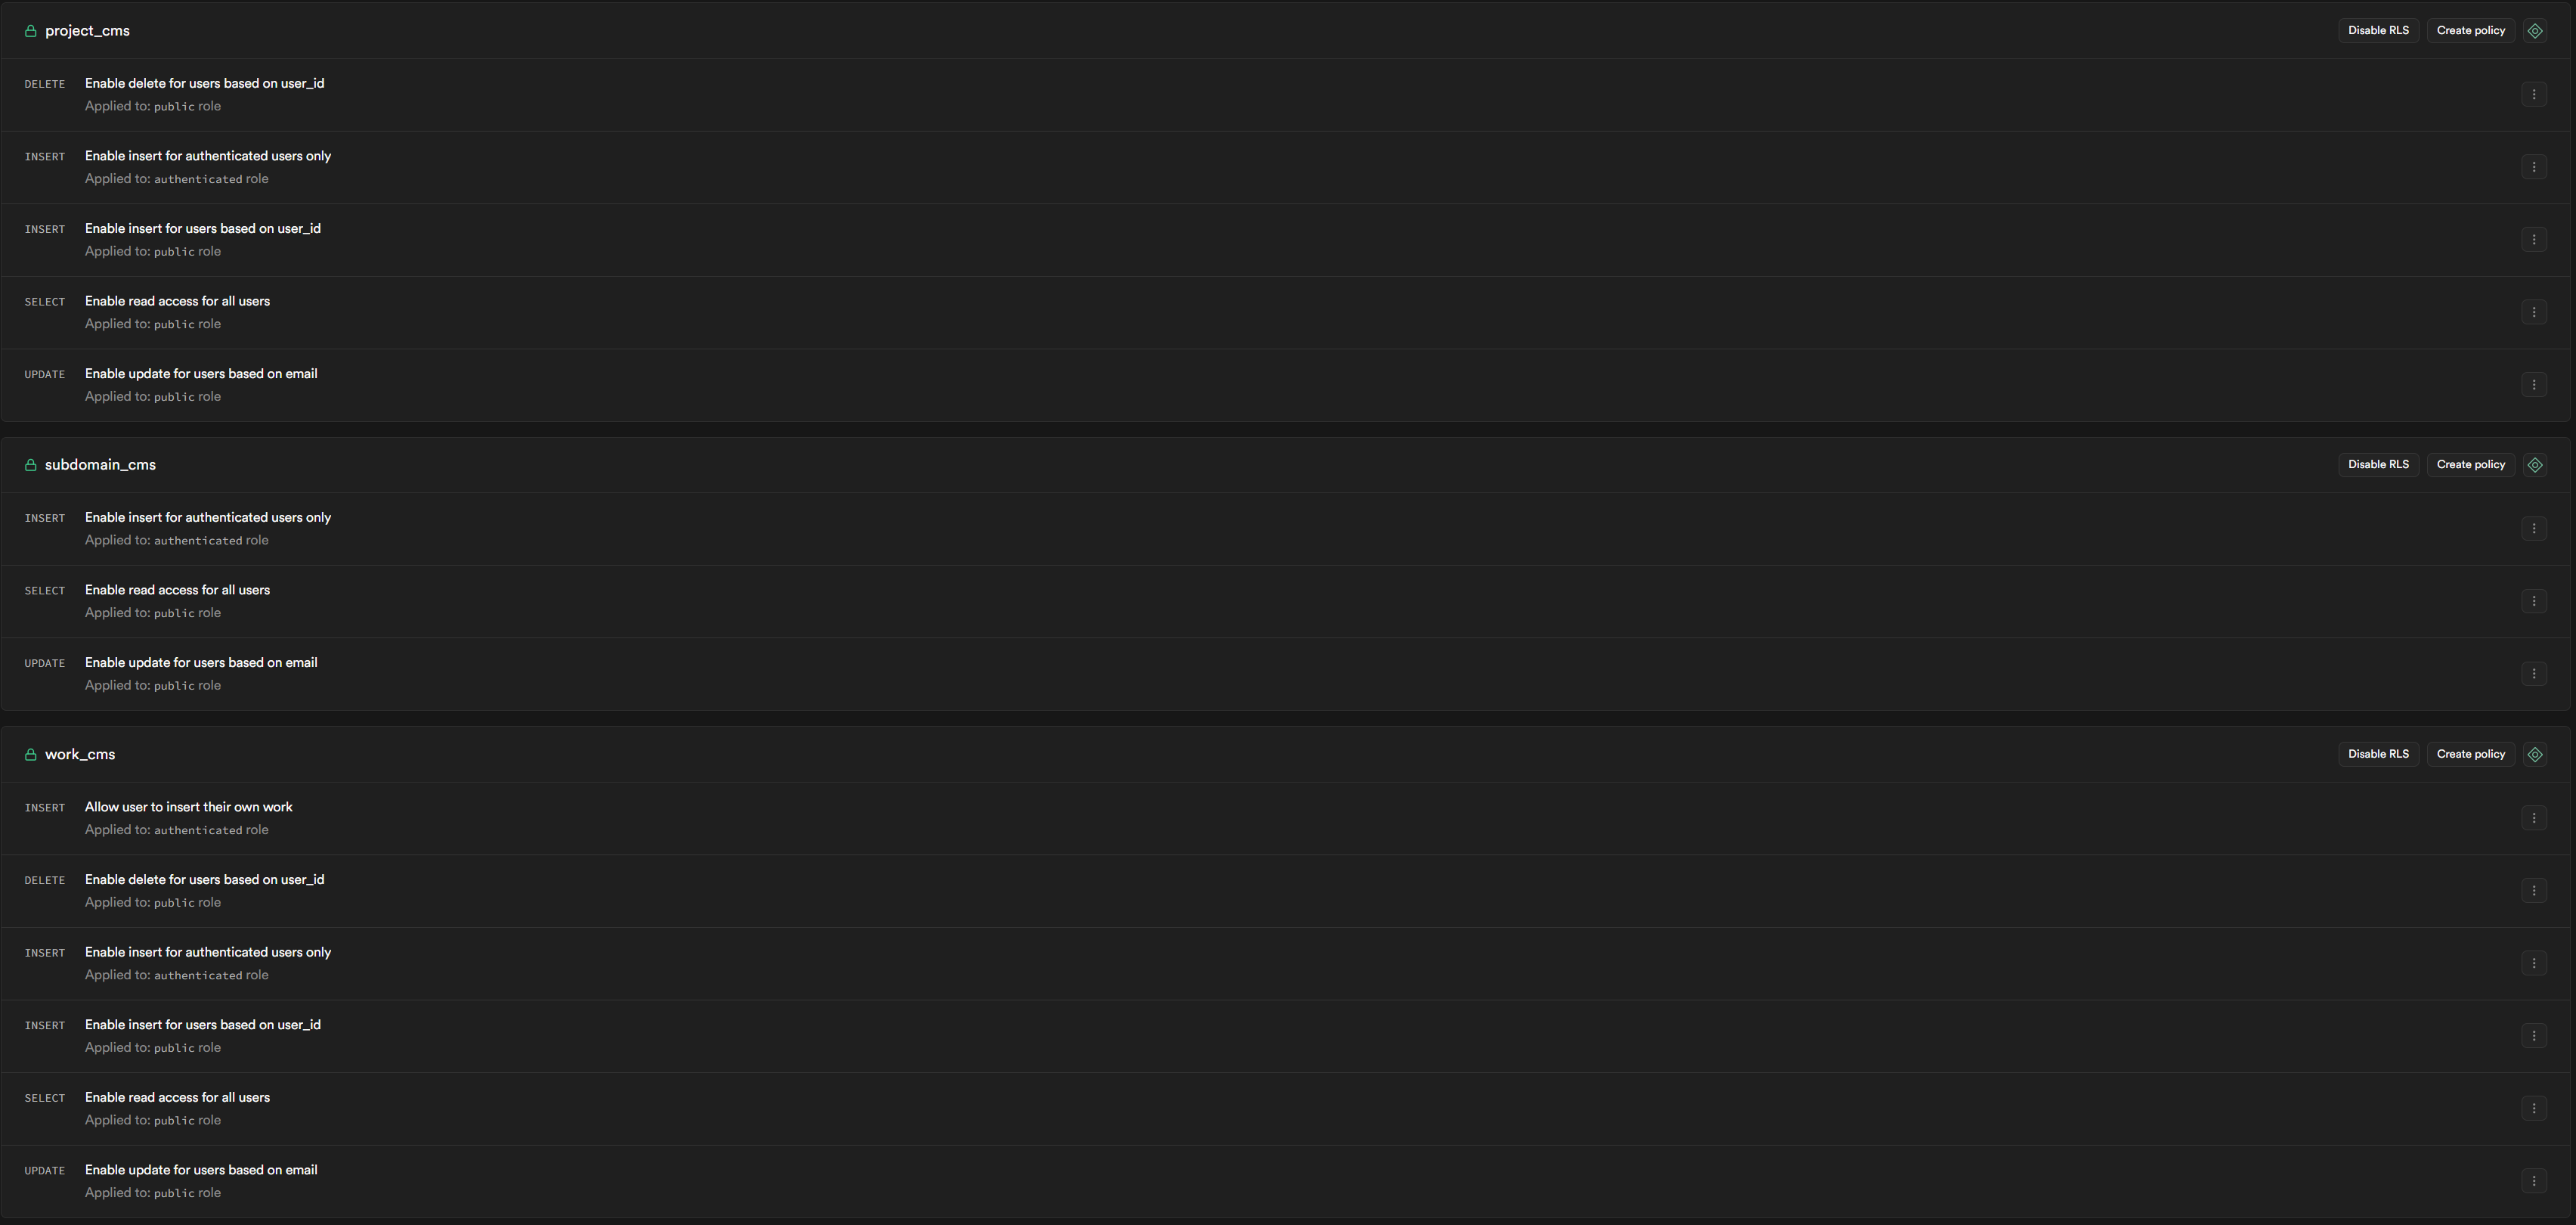 project_cms
Disable RLS Create policy
DELETE Enable delete for users based on user_id
Applied to: public role
INSERT Enable insert for authenticated users only
Applied to: authenticated role
INSERT Enable insert for users based on user_id
Applied to: public role
SELECT Enable read access for all users
Applied to: public role
UPDATE Enable update for users based on email
Applied to: public role
subdomain_cms
Disable RLS Create policy
INSERT Enable insert for authenticated users only
Applied to: authenticated role
SELECT Enable read access for all users
Applied to: public role
UPDATE Enable update for users based on email
Applied to: public role
work_cms
Disable RLS Create policy
INSERT Allow user to insert their own work
Applied to: authenticated role
DELETE Enable delete for users based on user_id
Applied to: public role
INSERT Enable insert for authenticated users only
Applied to: authenticated role
INSERT Enable insert for users based on user_id
Applied to: public role
SELECT Enable read access for all users
Applied to: public role
UPDATE Enable update for users based on email
Applied to: public role